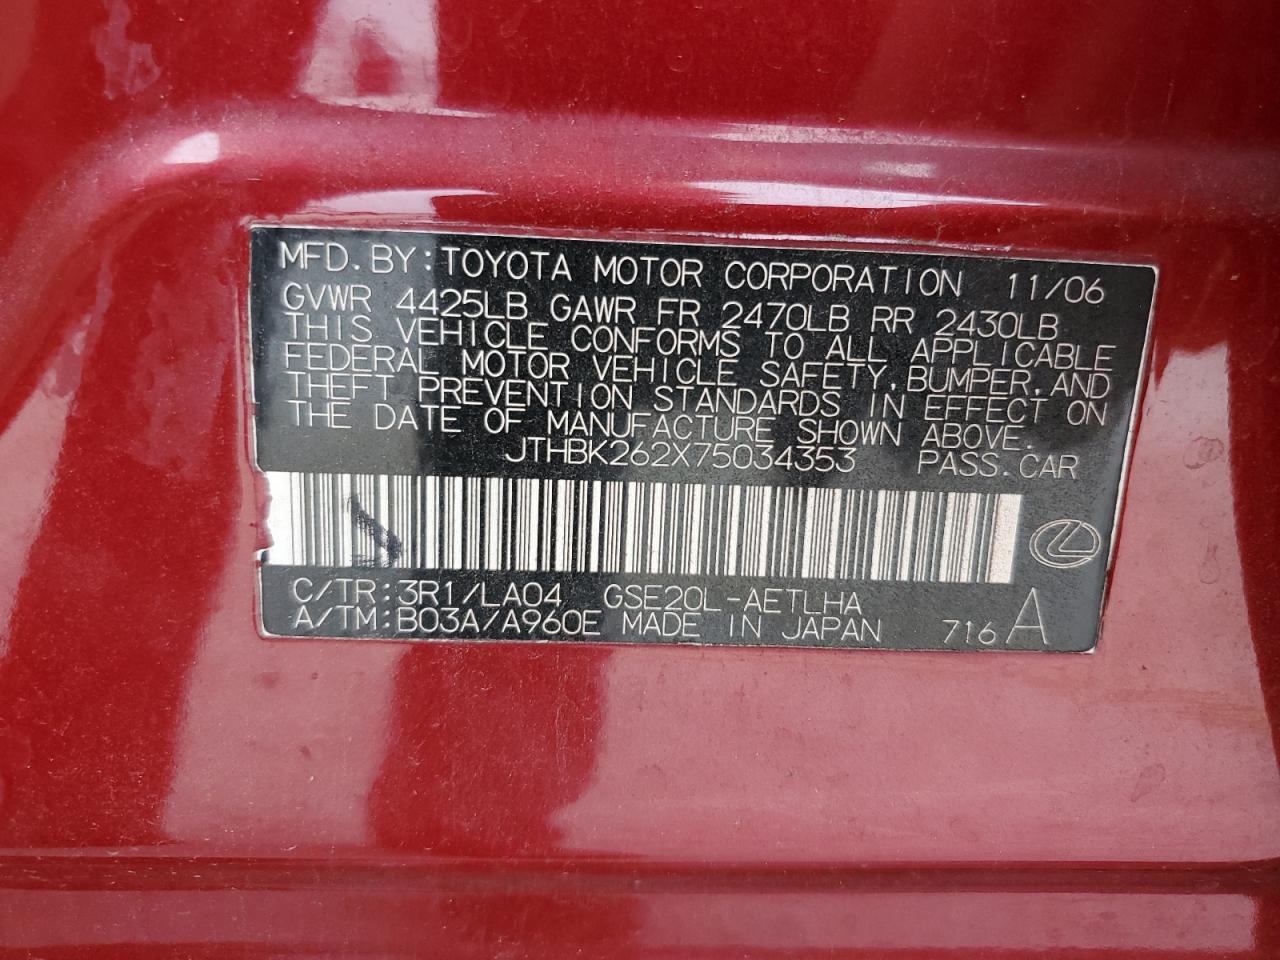 MFD. BY: TOYOTA MOTOR CORPORATION 11/06
GVWR 4425LB GAWR FR 2470LB RR 2430LB
THIS VEHICLE CONFORMS TO ALL APPLICABLE
FEDERAL MOTOR VEHICLE SAFETY, BUMPER, AND
THEFT PREVENTION STANDARDS IN EFFECT ON
THE DATE OF MANUFACTURE SHOWN ABOVE.
JTHBK262X75034353 PASS. CAR
C/TR: 3R1/LA04 GSE20L-AETLHA
A/TM: B03A/A960E MADE IN JAPAN 716 A